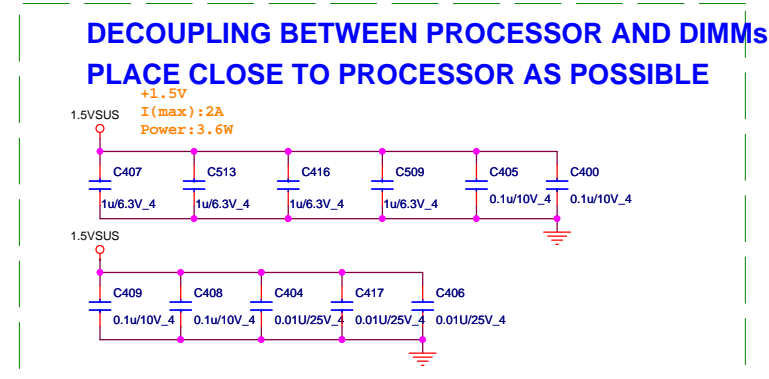 DECOUPLING BETWEEN PROCESSOR AND DIMMs
PLACE CLOSE TO PROCESSOR AS POSSIBLE
+1.5V
1.5VSUS I(max):2A
Power:3.6W
C407 C513 C416 C509 C405 C400
1u/6.3V_4 1u/6.3V_4 1u/6.3V_4 1u/6.3V_4 0.1u/10V_4 0.1u/10V_4
1.5VSUS
C409 C408 C404 C417 C406
0.1u/10V_4 0.1u/10V_4 0.01U/25V_4 0.01U/25V_4 0.01U/25V_4